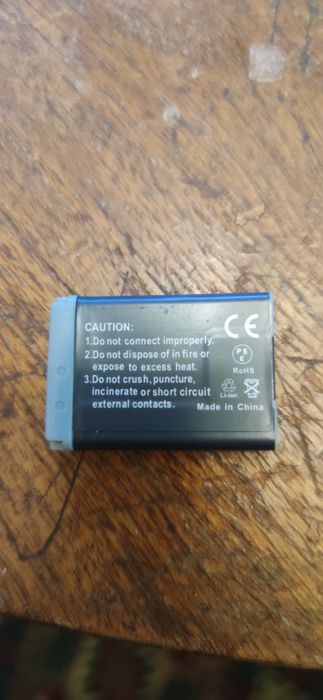 CAUTION:
1.Do not connect improperly.
2.Do not dispose of in fire or
expose to excess heat.
3.Do not crush, puncture,
incinerate or short circuit
external contacts.
CE
PS
E
RoHS
Li-ion
Made in China